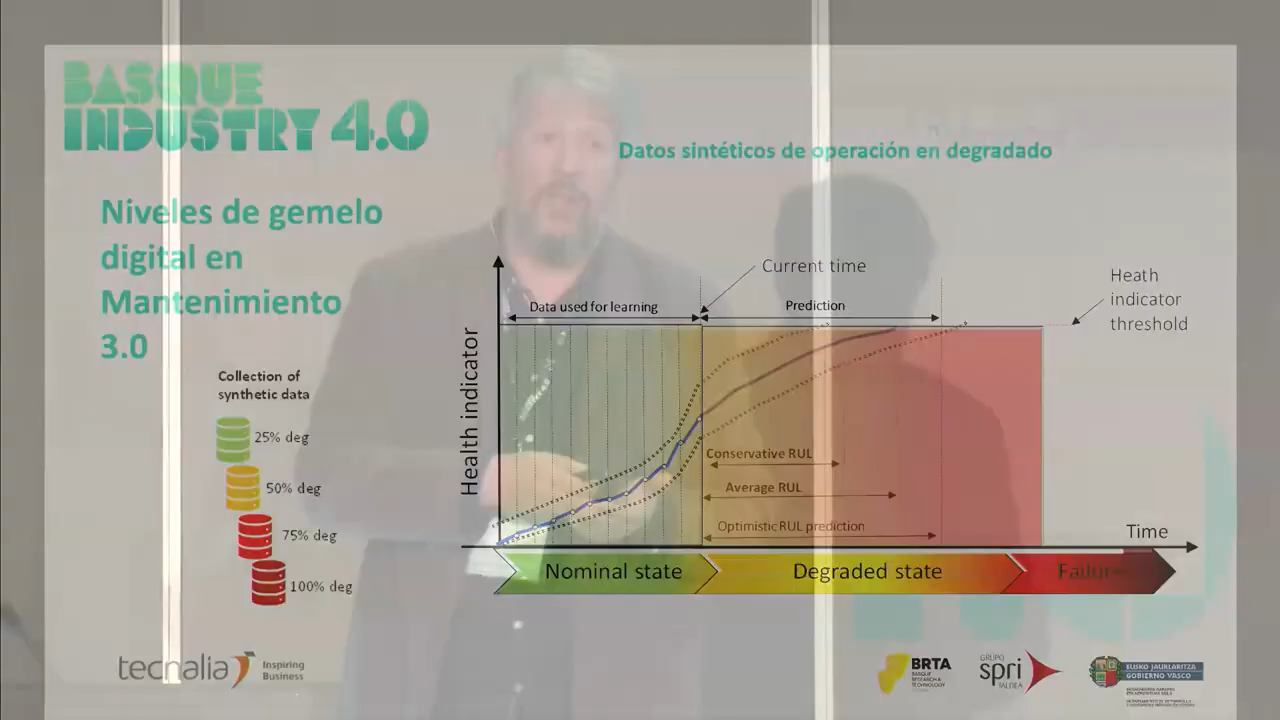 BASQUE
INDUSTRY 4.0
Datos sintéticos de operación en degradado
Niveles de gemelo
digital en
Mantenimiento
3.0
Collection of
synthetic data
25% deg
50% deg
75% deg
100% deg
Health indicator
Current time
Data used for learning
Prediction
Heath
indicator
threshold
Conservative RUL
Average RUL
Optimistic RUL prediction
Time
Nominal state
Degraded state
Failure
tecnalia
Inspiring
Business
BRTA
BASQUE
RESEARCH &
TECHNOLOGY
GRUPO
spri
TALDEA
EUSKO JAURLARITZA
GOBIERNO VASCO